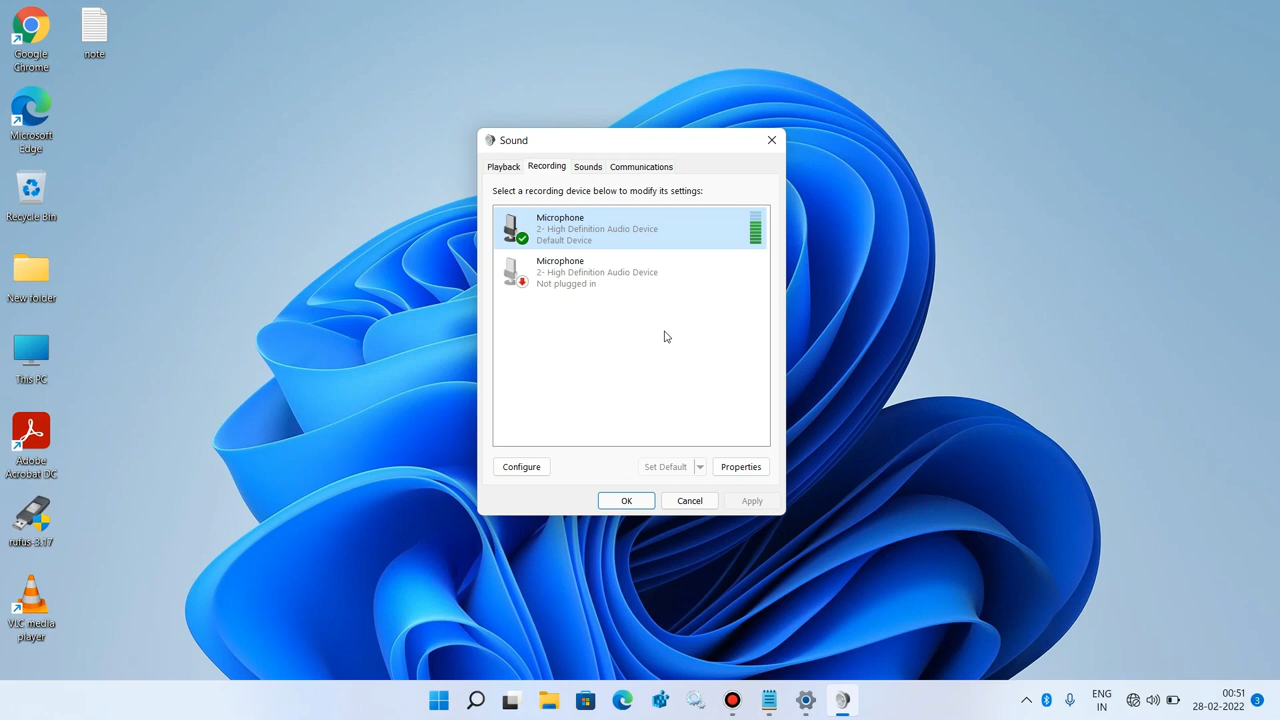 Google
Chrome
note
Microsoft
Edge
Recycle Bin
New folder
This PC
Adobe
Acrobat DC
rufus-3.17
VLC media
player
Sound
Playback Recording Sounds Communications
Select a recording device below to modify its settings:
Microphone
2- High Definition Audio Device
Default Device
Microphone
2- High Definition Audio Device
Not plugged in
Configure Set Default Properties
OK Cancel Apply
ENG
IN
00:51
28-02-2022
3